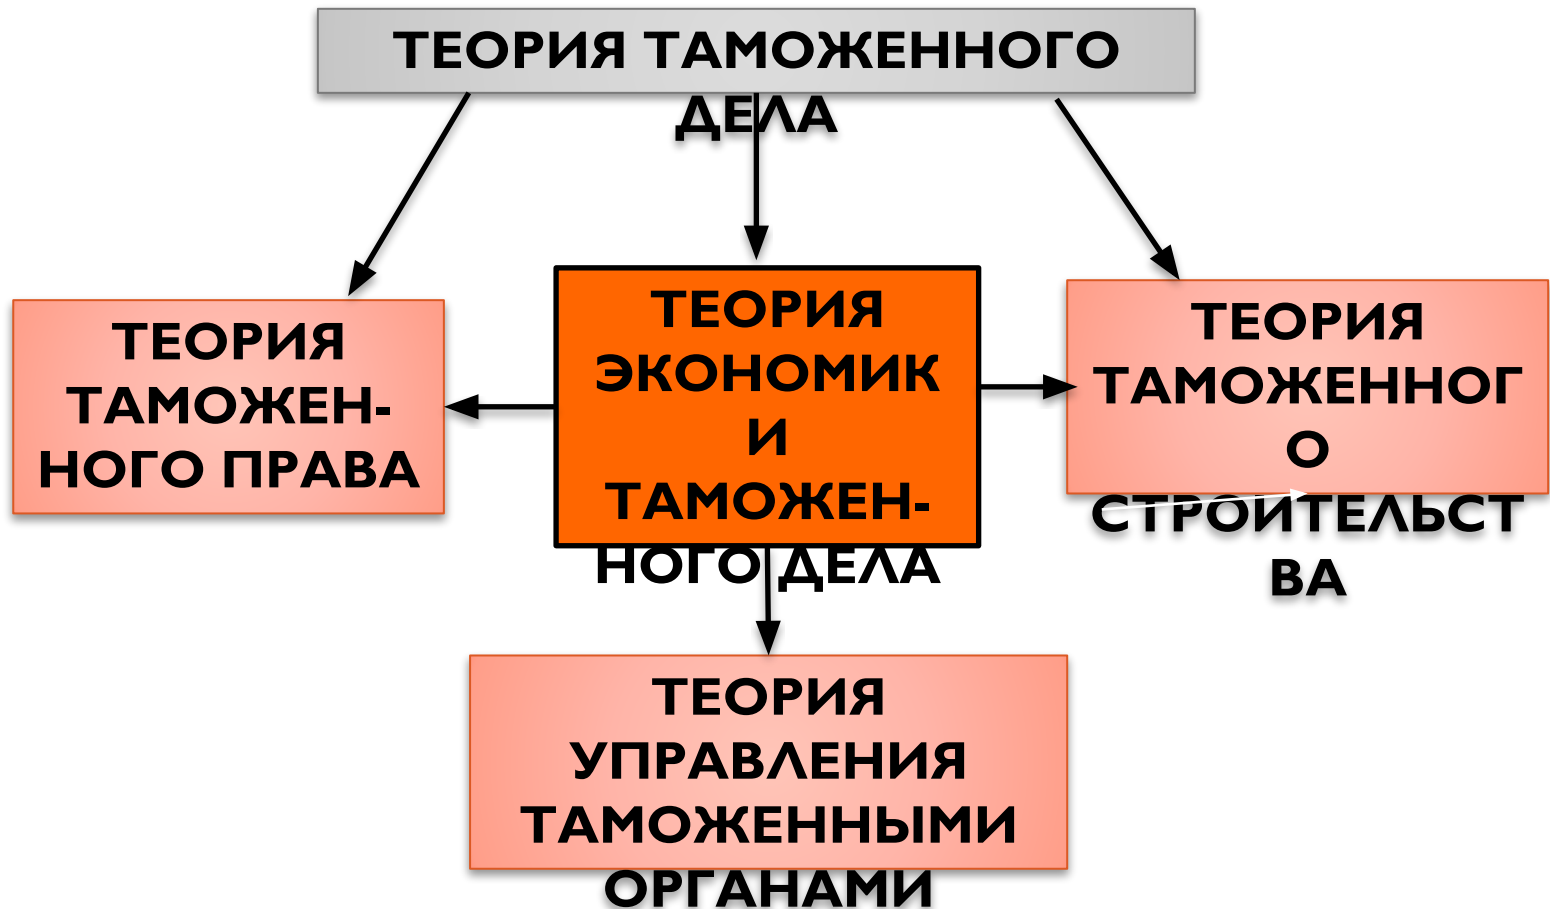 ТЕОРИЯ ТАМОЖЕННОГО
ДЕЛА
ТЕОРИЯ
ТАМОЖЕН-
НОГО ПРАВА
ТЕОРИЯ
ЭКОНОМИК
И
ТАМОЖЕН-
НОГО ДЕЛА
ТЕОРИЯ
ТАМОЖЕННОГ
О
СТРОИТЕЛЬСТ
ВА
ТЕОРИЯ
УПРАВЛЕНИЯ
ТАМОЖЕННЫМИ
ОРГАНАМИ